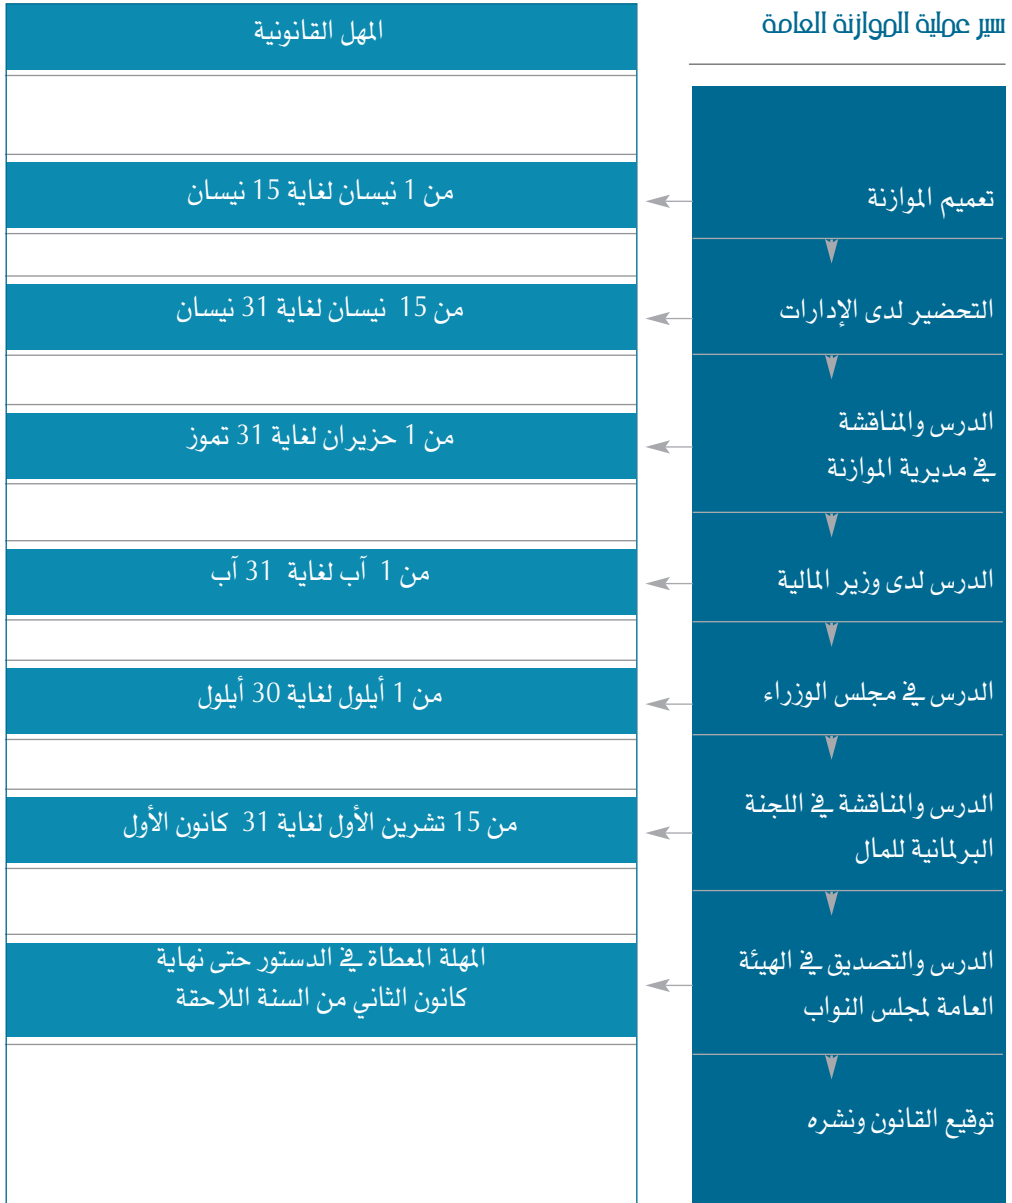 سير عملية الموازنة العامة
المهل القانونية
تعميم الموازنة
من 1 نيسان لغاية 15 نيسان
التحضير لدى الإدارات
من 15 نيسان لغاية 31 نيسان
الدرس والمناقشة
في مديرية الموازنة
من 1 حزيران لغاية 31 تموز
الدرس لدى وزير المالية
من 1 آب لغاية 31 آب
الدرس في مجلس الوزراء
من 1 أيلول لغاية 30 أيلول
الدرس والمناقشة في اللجنة
البرلمانية للمال
من 15 تشرين الأول لغاية 31 كانون الأول
الدرس والتصديق في الهيئة
العامة لمجلس النواب
المهلة المعطاة في الدستور حتى نهاية
كانون الثاني من السنة اللاحقة
توقيع القانون ونشره